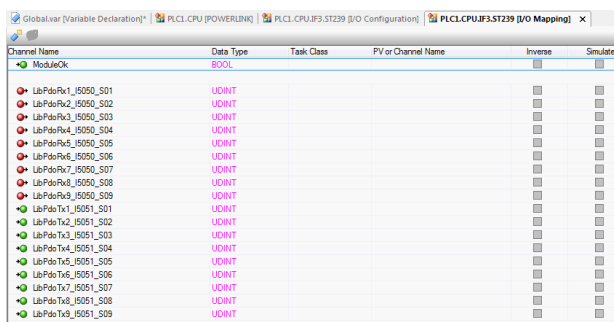 Global.var [Variable Declaration]* PLC1.CPU [POWERLINK] PLC1.CPU.IF3.ST239 [I/O Configuration] PLC1.CPU.IF3.ST239 [I/O Mapping] x
Channel Name Data Type Task Class PV or Channel Name Inverse Simulate
ModuleOk BOOL
LibPdoRx1_I5050_S01 UDINT
LibPdoRx2_I5050_S02 UDINT
LibPdoRx3_I5050_S03 UDINT
LibPdoRx4_I5050_S04 UDINT
LibPdoRx5_I5050_S05 UDINT
LibPdoRx6_I5050_S06 UDINT
LibPdoRx7_I5050_S07 UDINT
LibPdoRx8_I5050_S08 UDINT
LibPdoRx9_I5050_S09 UDINT
LibPdoTx1_I5051_S01 UDINT
LibPdoTx2_I5051_S02 UDINT
LibPdoTx3_I5051_S03 UDINT
LibPdoTx4_I5051_S04 UDINT
LibPdoTx5_I5051_S05 UDINT
LibPdoTx6_I5051_S06 UDINT
LibPdoTx7_I5051_S07 UDINT
LibPdoTx8_I5051_S08 UDINT
LibPdoTx9_I5051_S09 UDINT